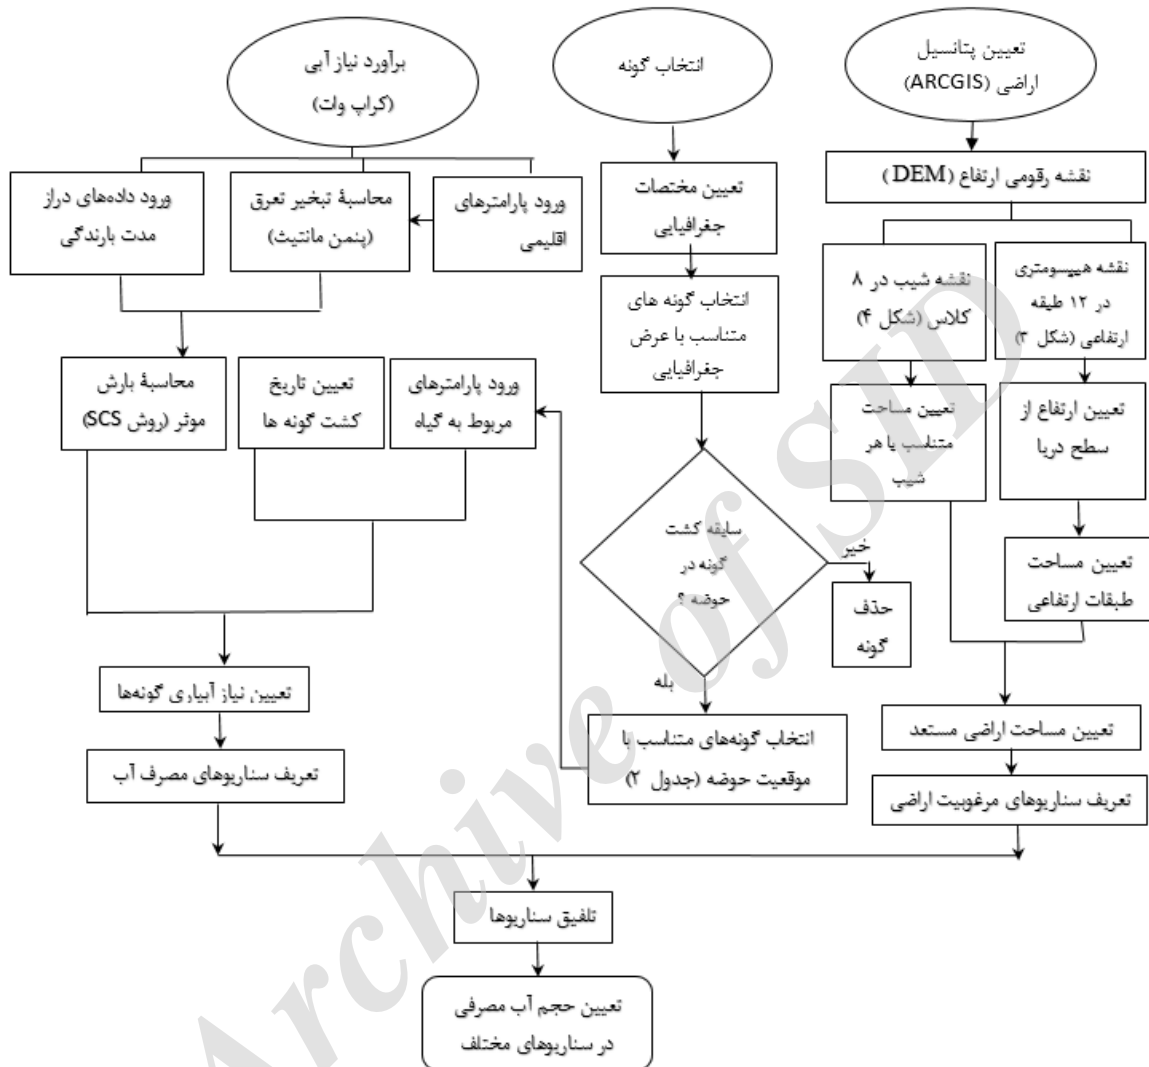 تعیین پتانسیل
اراضی (ARCGIS)
نقشه رقومی ارتفاع (DEM)
نقشه هیپسومتری
در ۱۲ طبقه
ارتفاعی (شکل ۳)
نقشه شیب در ۸
کلاس (شکل ۴)
تعیین ارتفاع از
سطح دریا
تعیین مساحت
متناسب با هر
شیب
تعیین مساحت
طبقات ارتفاعی
تعیین مساحت اراضی مستعد
تعریف سناریوهای مرغوبیت اراضی
انتخاب گونه
تعیین مختصات
جغرافیایی
انتخاب گونه های
متناسب با عرض
جغرافیایی
سابقه کشت
گونه در
حوضه ؟
خیر
حذف
گونه
بله
انتخاب گونه‌های متناسب با
موقعیت حوضه (جدول ۲)
برآورد نیاز آبی
(کراپ وات)
ورود پارامترهای
اقلیمی
محاسبۀ تبخیر تعرق
(پنمن مانتیث)
ورود داده‌های دراز
مدت بارندگی
ورود پارامترهای
مربوط به گیاه
تعیین تاریخ
کشت گونه ها
محاسبۀ بارش
موثر (روش SCS)
تعیین نیاز آبیاری گونه‌ها
تعریف سناریوهای مصرف آب
تلفیق سناریوها
تعیین حجم آب مصرفی
در سناریوهای مختلف
Archive of SID